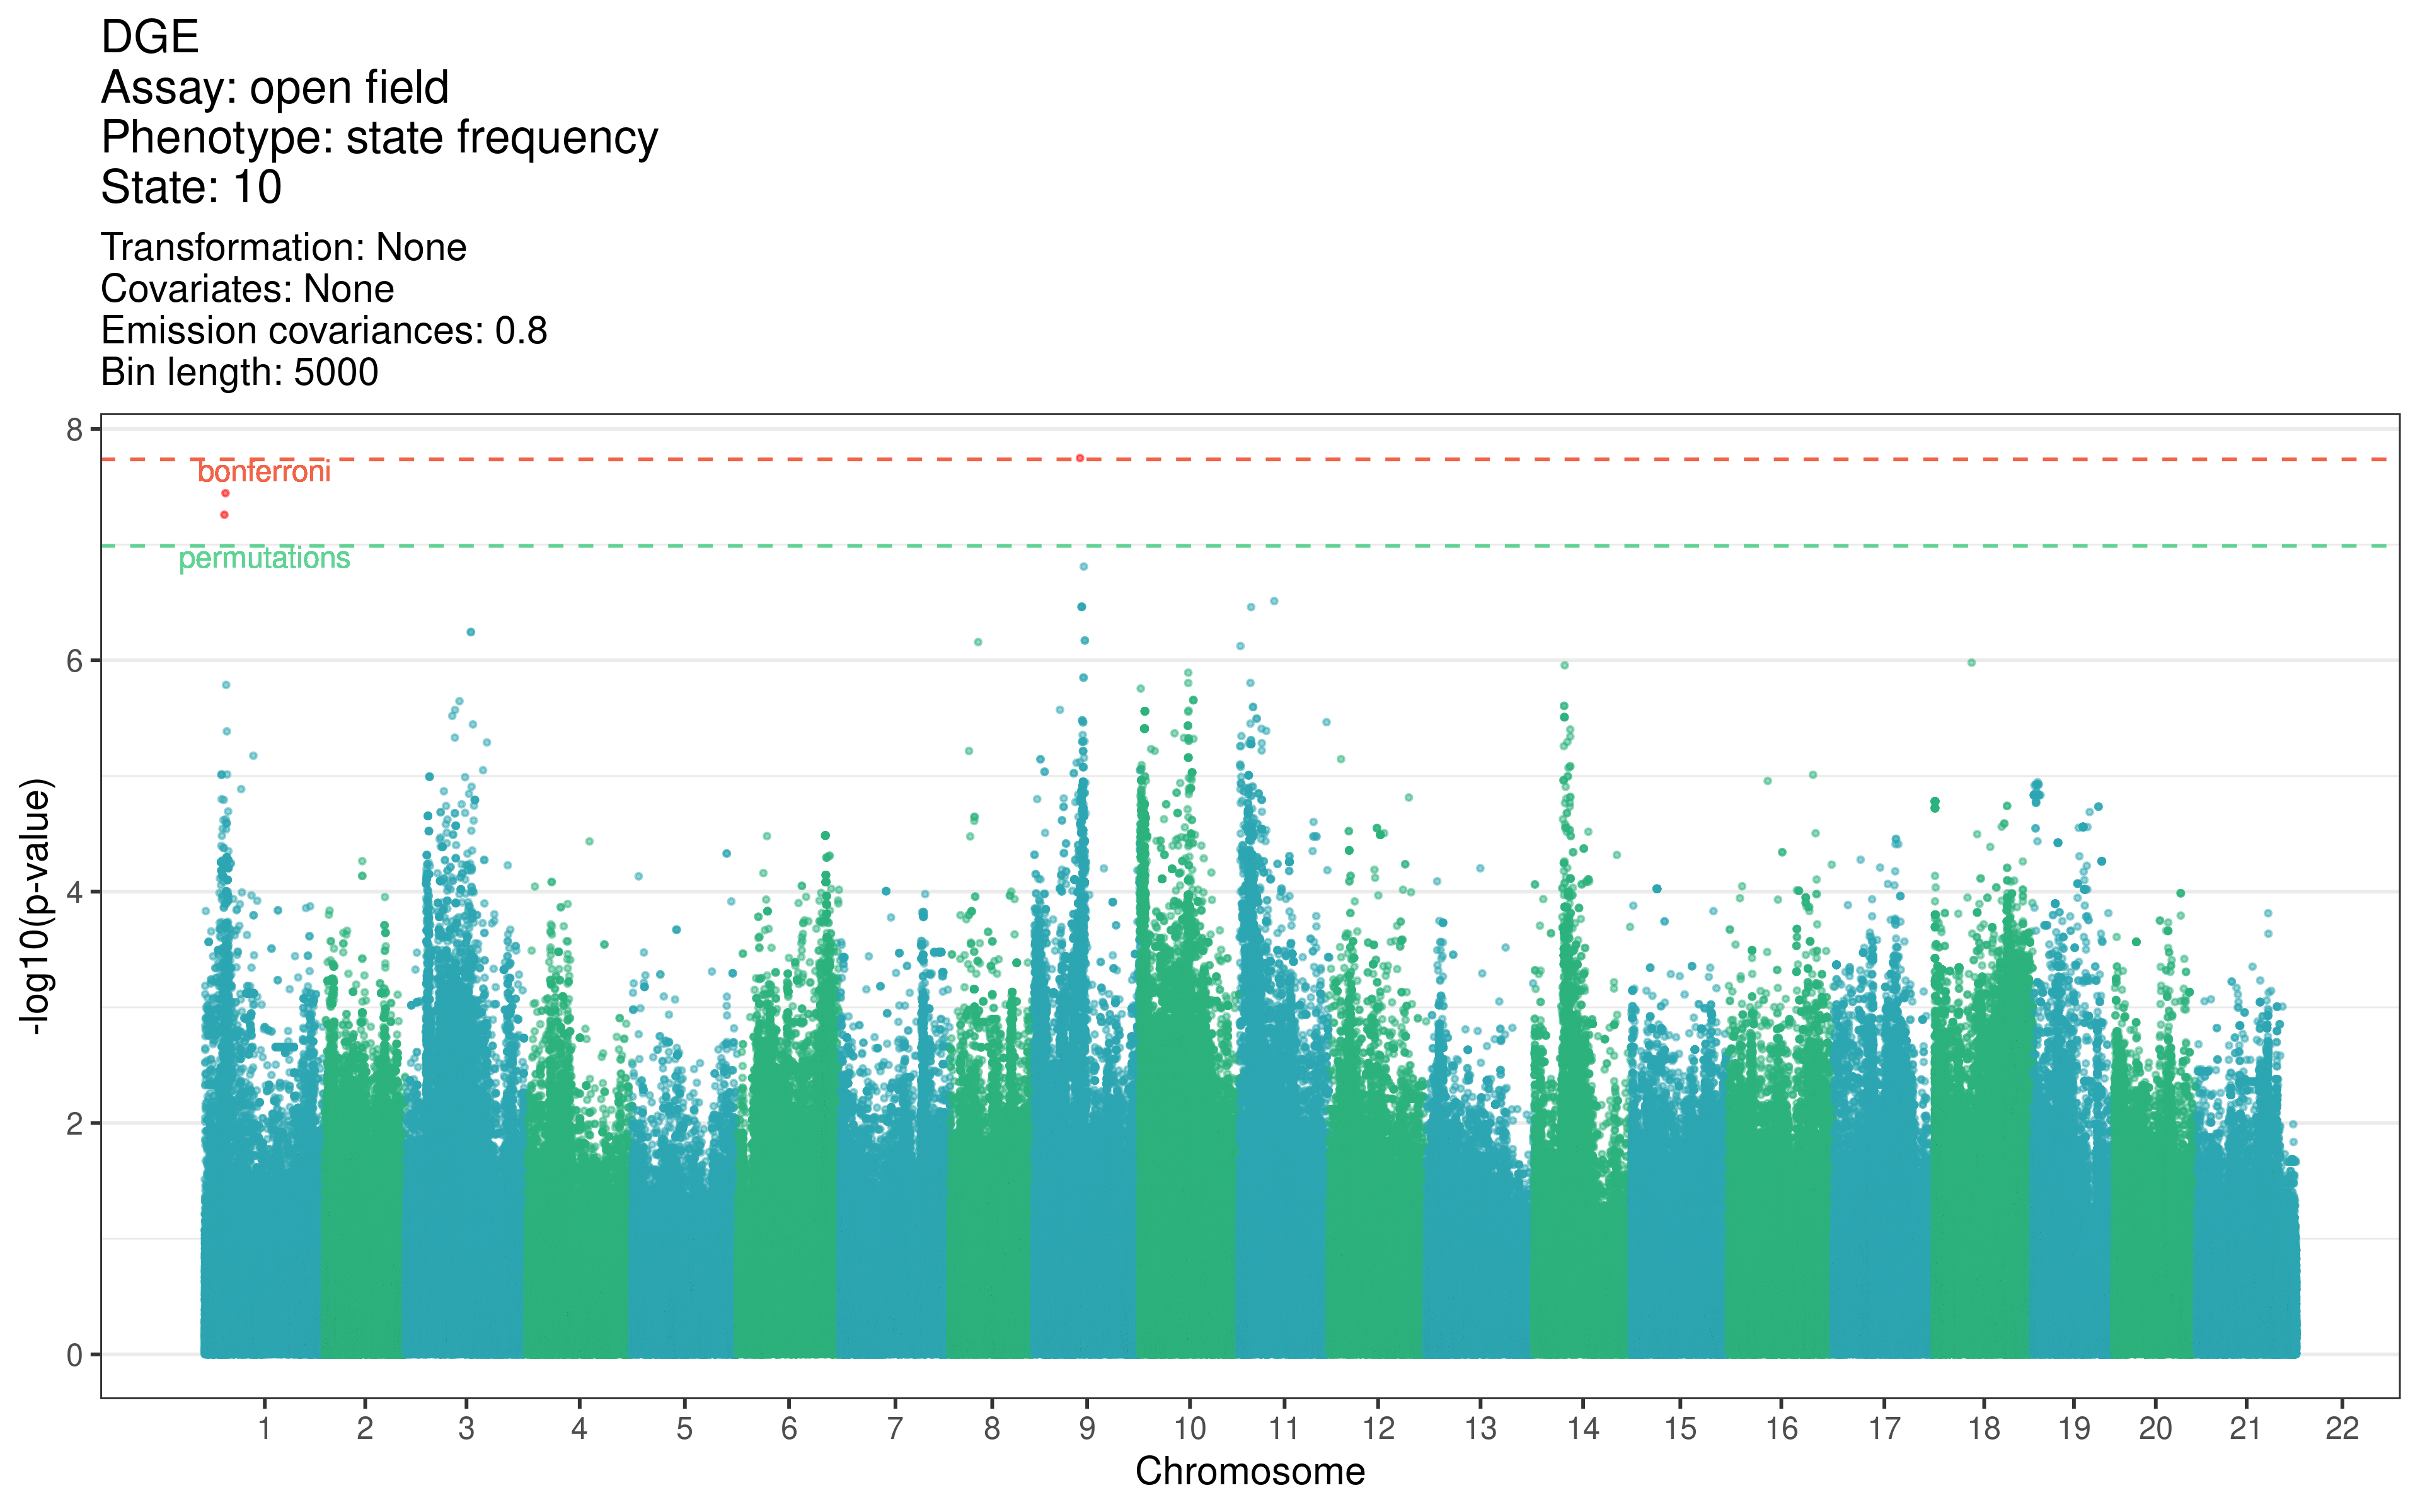 DGE
Assay: open field
Phenotype: state frequency
State: 10
Transformation: None
Covariates: None
Emission covariances: 0.8
Bin length: 5000
8
bonferroni
permutations
6
4
2
0
-log10(p-value)
1 2 3 4 5 6 7 8 9 10 11 12 13 14 15 16 17 18 19 20 21 22
Chromosome